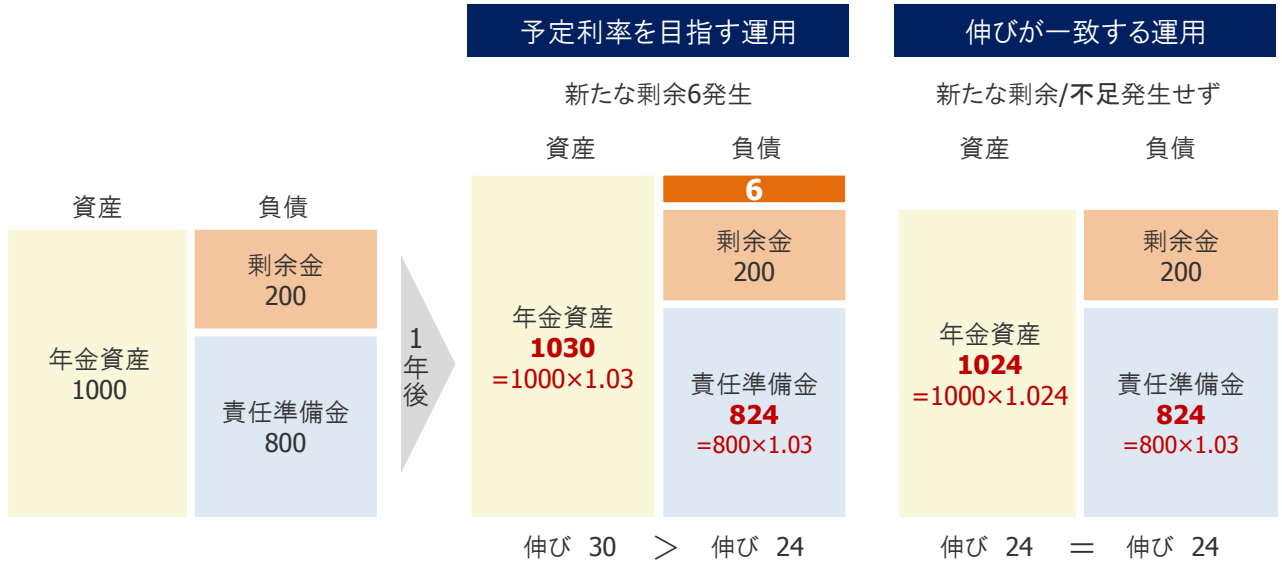 資産
負債
年金資産
1000
剰余金
200
責任準備金
800
1年後
予定利率を目指す運用
新たな剰余6発生
資産
負債
年金資産
1030
=1000×1.03
6
剰余金
200
責任準備金
824
=800×1.03
伸び 30 ＞ 伸び 24
伸びが一致する運用
新たな剰余/不足発生せず
資産
負債
年金資産
1024
=1000×1.024
剰余金
200
責任準備金
824
=800×1.03
伸び 24 ＝ 伸び 24